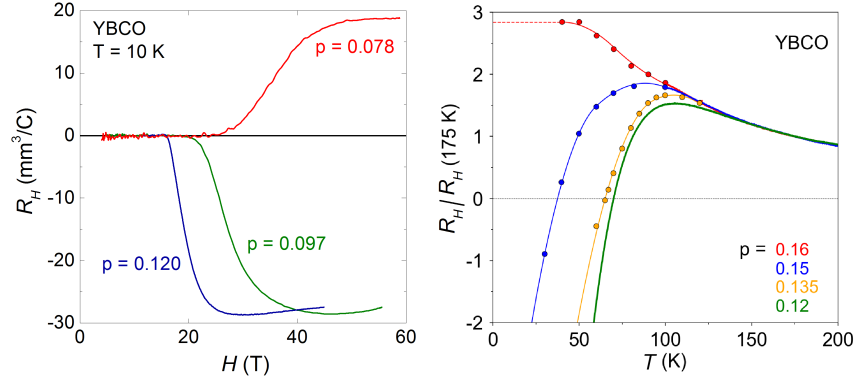 YBCO
T = 10 K
p = 0.078
p = 0.097
p = 0.120
R_H (mm³/C)
20
10
0
-10
-20
-30
0
20
40
60
H (T)
YBCO
R_H / R_H (175 K)
3
2
1
0
-1
-2
p = 0.16
0.15
0.135
0.12
0
50
100
150
200
T (K)